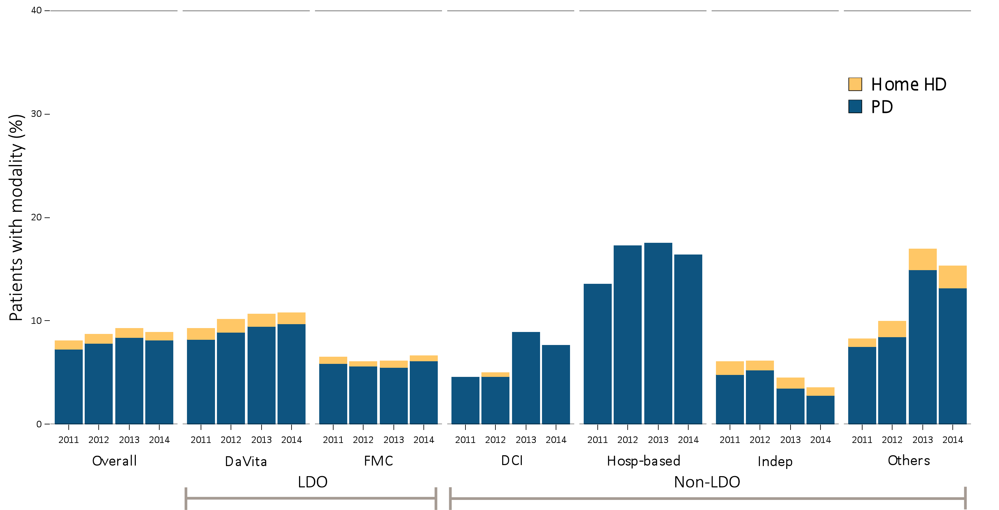 40
30
20
10
0
Patients with modality (%)
Home HD
PD
2011 2012 2013 2014 2011 2012 2013 2014 2011 2012 2013 2014 2011 2012 2013 2014 2011 2012 2013 2014 2011 2012 2013 2014 2011 2012 2013 2014
Overall DaVita FMC DCI Hosp-based Indep Others
LDO Non-LDO